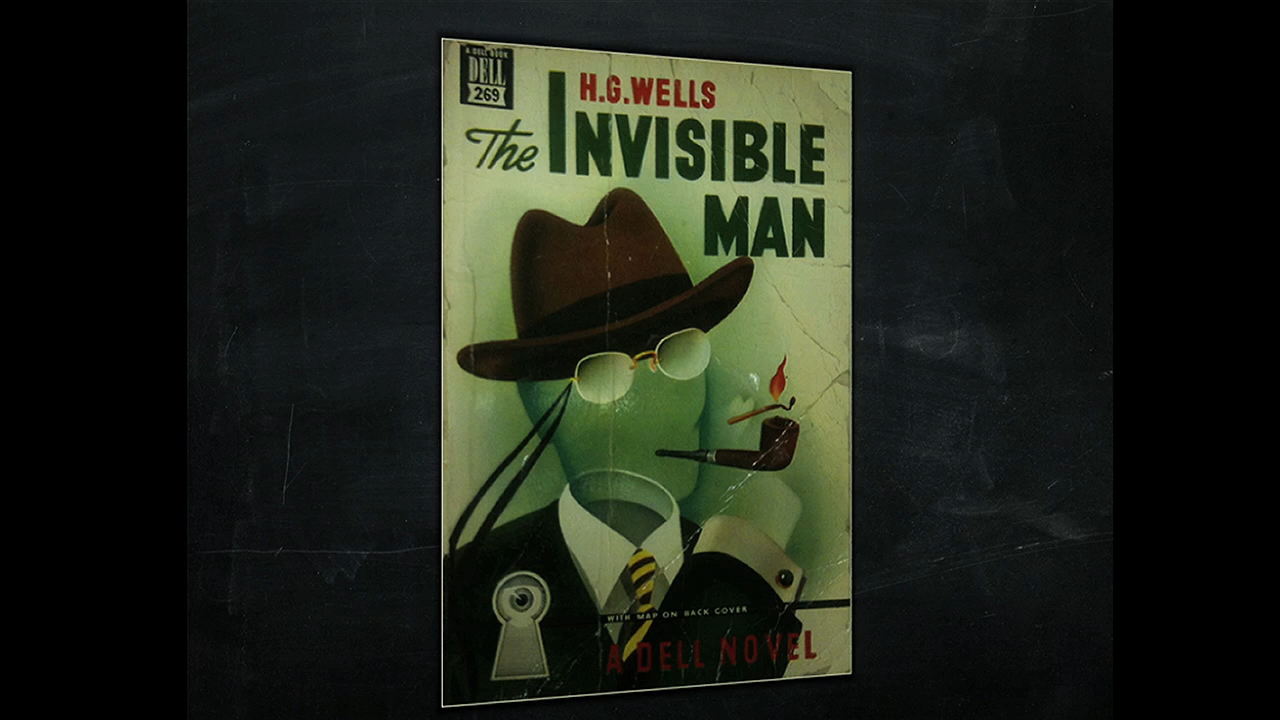 A DELL BOOK
DELL
269
H.G.WELLS
The INVISIBLE
MAN
WITH MAP ON BACK COVER
A DELL NOVEL